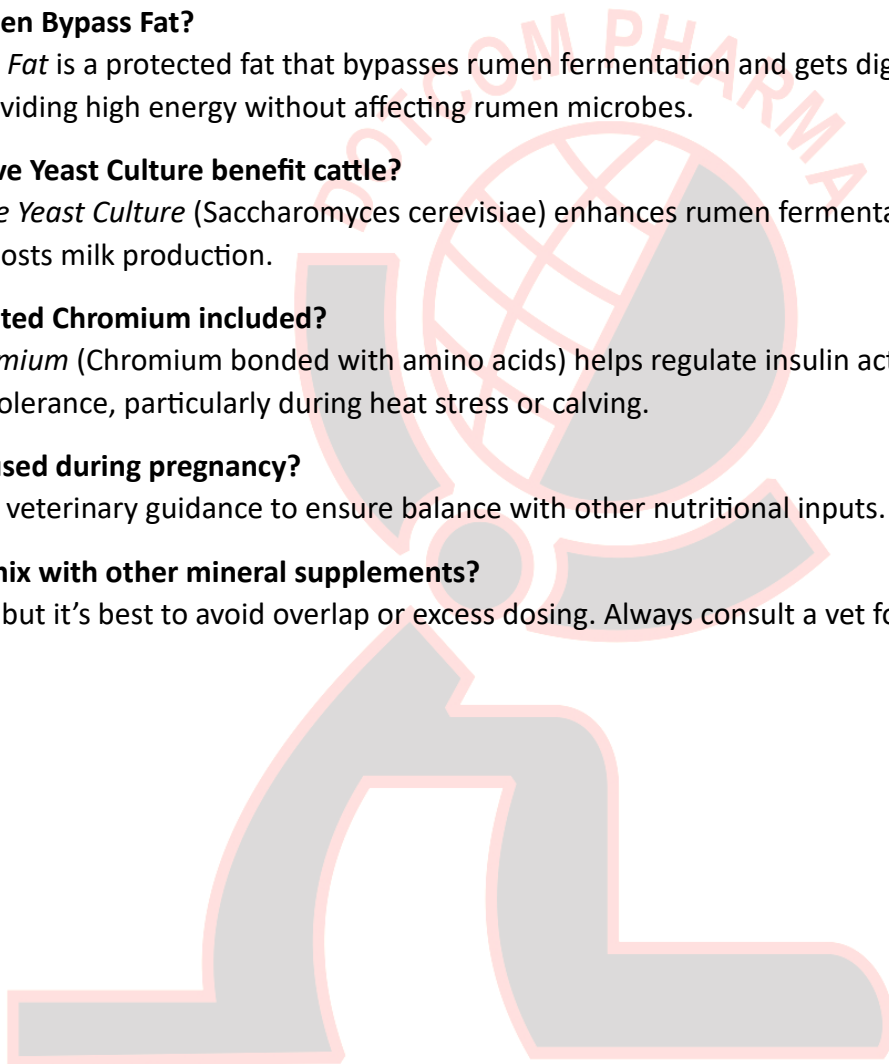 en Bypass Fat?
Fat is a protected fat that bypasses rumen fermentation and gets dig
viding high energy without affecting rumen microbes.
ve Yeast Culture benefit cattle?
e Yeast Culture (Saccharomyces cerevisiae) enhances rumen fermenta
osts milk production.
ted Chromium included?
mium (Chromium bonded with amino acids) helps regulate insulin act
olerance, particularly during heat stress or calving.
used during pregnancy?
veterinary guidance to ensure balance with other nutritional inputs.
mix with other mineral supplements?
but it's best to avoid overlap or excess dosing. Always consult a vet fo
DOTCOM PHARMA